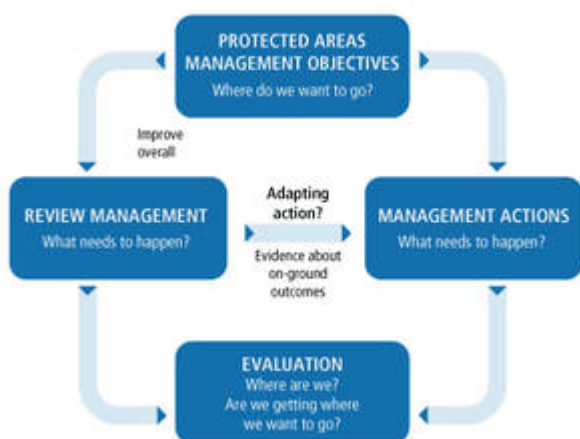 PROTECTED AREAS
MANAGEMENT OBJECTIVES
Where do we want to go?
Improve
overall
REVIEW MANAGEMENT
What needs to happen?
Adapting
action?
Evidence about
on-ground
outcomes
MANAGEMENT ACTIONS
What needs to happen?
EVALUATION
Where are we?
Are we getting where
we want to go?